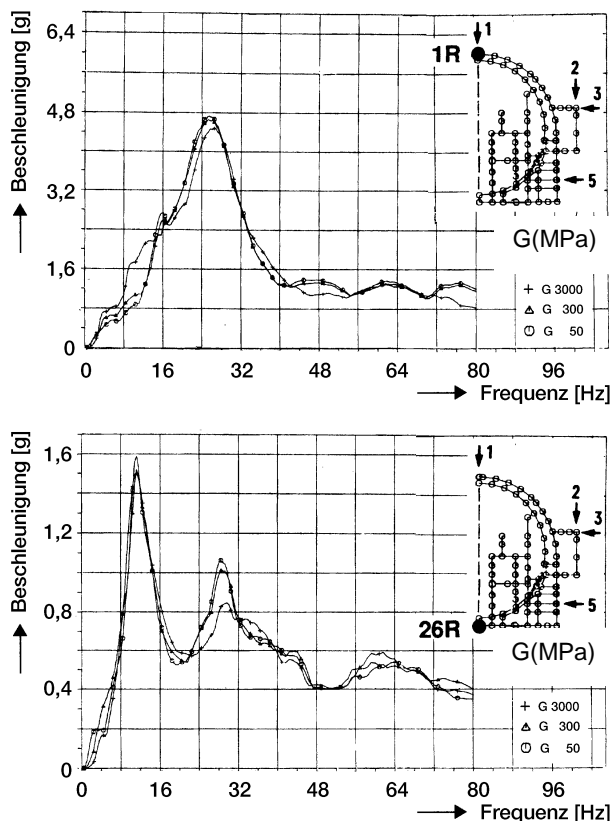 Beschleunigung [g]
6,4
4,8
3,2
1,6
0
0 16 32 48 64 80 96
Frequenz [Hz]
1
1R
2
3
5
G(MPa)
+ G 3000
G 300
G 50
Beschleunigung [g]
1,6
1,2
0,8
0,4
0
0 16 32 48 64 80 96
Frequenz [Hz]
1
2
3
5
26R
G(MPa)
+ G 3000
G 300
G 50